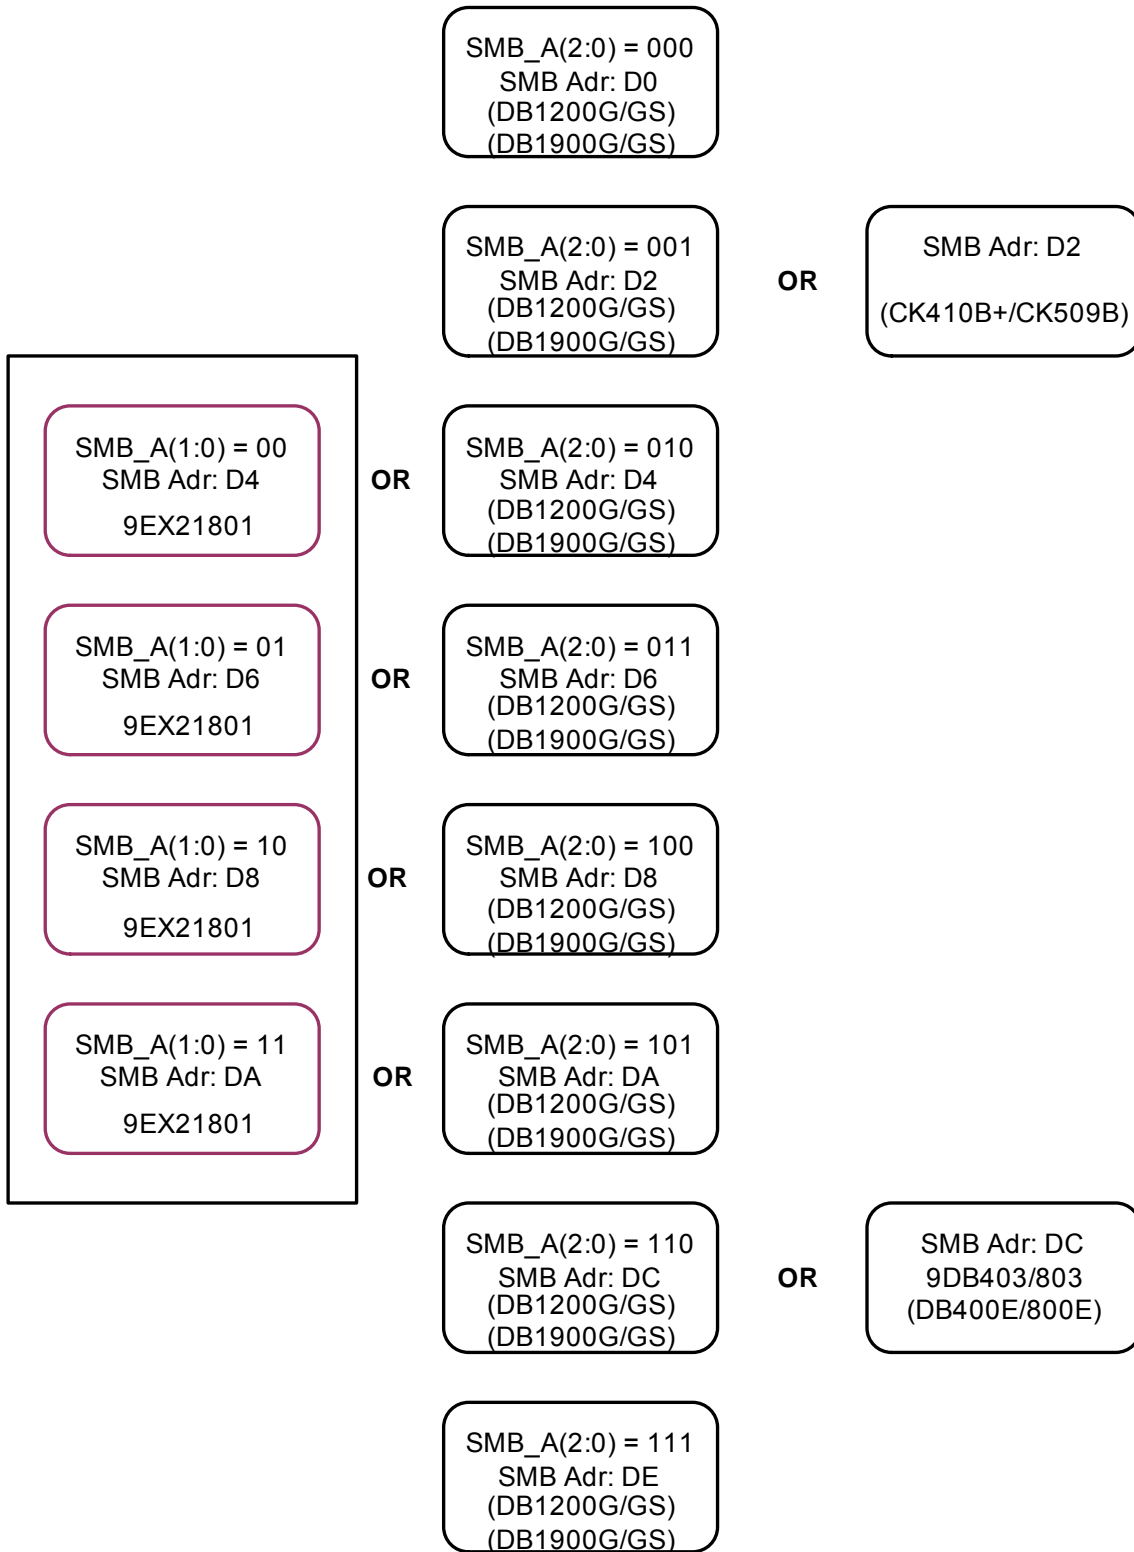 SMB_A(2:0) = 000
SMB Adr: D0
(DB1200G/GS)
(DB1900G/GS)
SMB_A(2:0) = 001
SMB Adr: D2
(DB1200G/GS)
(DB1900G/GS)
OR
SMB Adr: D2
(CK410B+/CK509B)
SMB_A(1:0) = 00
SMB Adr: D4
9EX21801
OR
SMB_A(2:0) = 010
SMB Adr: D4
(DB1200G/GS)
(DB1900G/GS)
SMB_A(1:0) = 01
SMB Adr: D6
9EX21801
OR
SMB_A(2:0) = 011
SMB Adr: D6
(DB1200G/GS)
(DB1900G/GS)
SMB_A(1:0) = 10
SMB Adr: D8
9EX21801
OR
SMB_A(2:0) = 100
SMB Adr: D8
(DB1200G/GS)
(DB1900G/GS)
SMB_A(1:0) = 11
SMB Adr: DA
9EX21801
OR
SMB_A(2:0) = 101
SMB Adr: DA
(DB1200G/GS)
(DB1900G/GS)
SMB_A(2:0) = 110
SMB Adr: DC
(DB1200G/GS)
(DB1900G/GS)
OR
SMB Adr: DC
9DB403/803
(DB400E/800E)
SMB_A(2:0) = 111
SMB Adr: DE
(DB1200G/GS)
(DB1900G/GS)